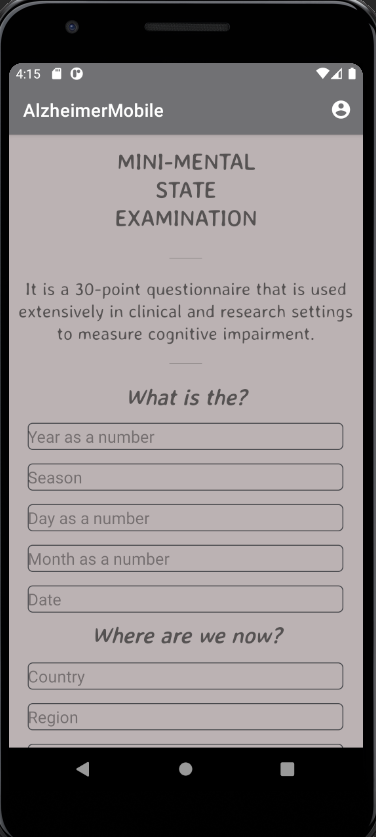 4:15
AlzheimerMobile
MINI-MENTAL
STATE
EXAMINATION
It is a 30-point questionnaire that is used
extensively in clinical and research settings
to measure cognitive impairment.
What is the?
Year as a number
Season
Day as a number
Month as a number
Date
Where are we now?
Country
Region